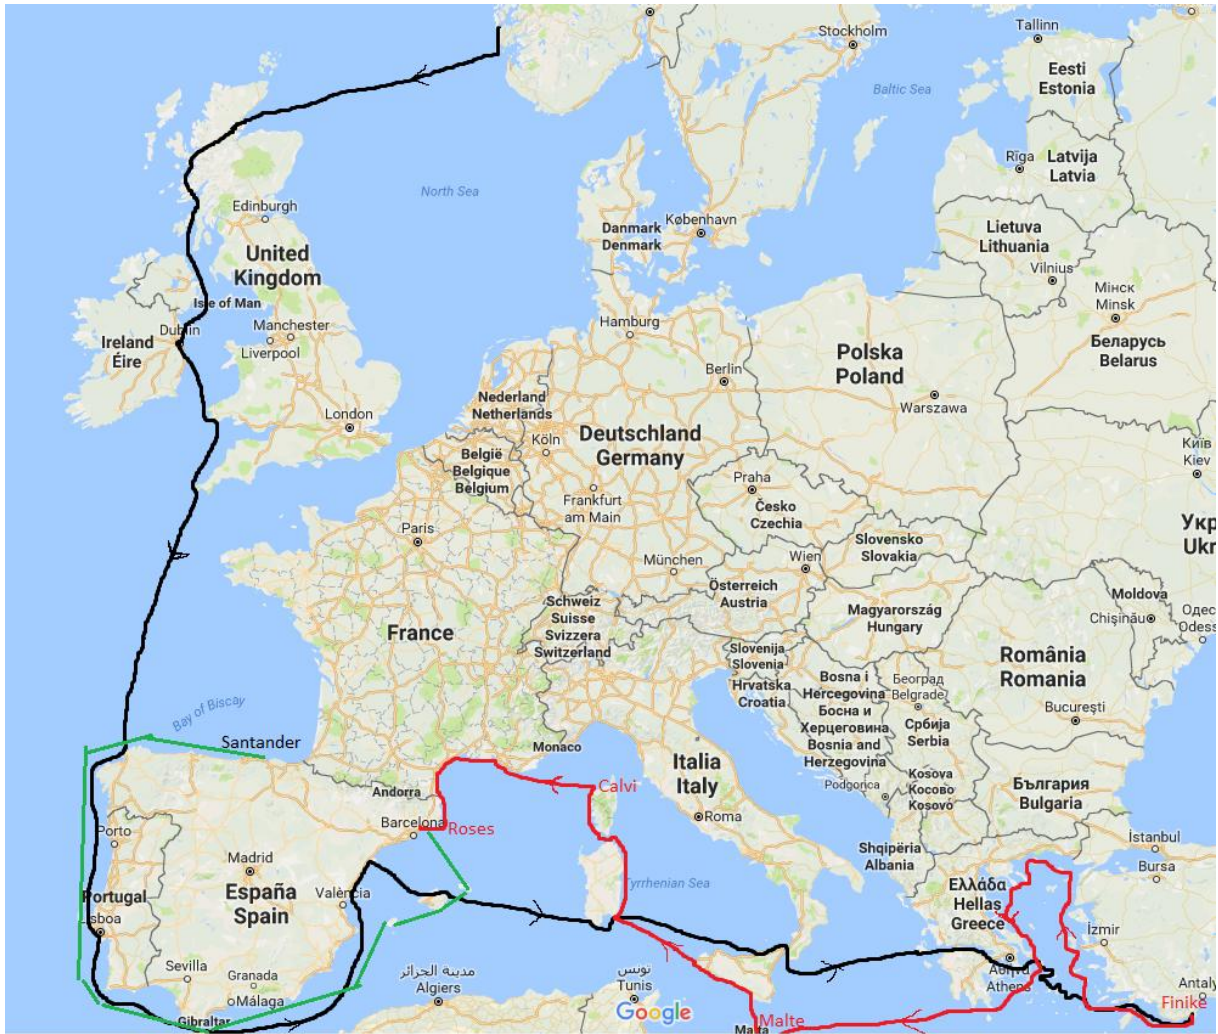 Stockholm
Tallinn
Eesti
Estonia
Baltic Sea
Rīga
Latvija
Latvia
North Sea
Edinburgh
United
Kingdom
Danmark
Denmark
København
Lietuva
Lithuania
Vilnius
Мінск
Minsk
Isle of Man
Dublin
Ireland
Éire
Manchester
Liverpool
Hamburg
Беларусь
Belarus
Polska
Poland
Berlin
Warszawa
Nederland
Netherlands
London
Köln
Deutschland
Germany
België
Belgique
Belgium
Київ
Kiev
Praha
Frankfurt
am Main
Česko
Czechia
Paris
Slovensko
Slovakia
Укр
Ukr
München
Wien
Österreich
Austria
Moldova
Chișinău
Одес
Odess
Schweiz
Suisse
Svizzera
Switzerland
Magyarország
Hungary
France
Slovenija
Slovenia
România
Romania
Hrvatska
Croatia
Bosna i
Hercegovina
Босна и
Херцеговина
Bosnia and
Herzegovina
Београд
Belgrade
Србија
Serbia
București
Bay of Biscay
Santander
Monaco
Italia
Italy
Calvi
Andorra
Podgorica
Kosova
Косово
Kosovo
България
Bulgaria
Barcelona
Roses
Roma
Porto
İstanbul
Bursa
Shqipëria
Albania
Madrid
España
Spain
València
Portugal
Lisboa
Tyrrhenian Sea
Ελλάδα
Hellas
Greece
İzmir
Sevilla
Granada
Málaga
Gibraltar
مدينة الجزائر
Algiers
تونس
Tunis
Google
Malta
Malte
Αθήνα
Athens
Antaly
Finike